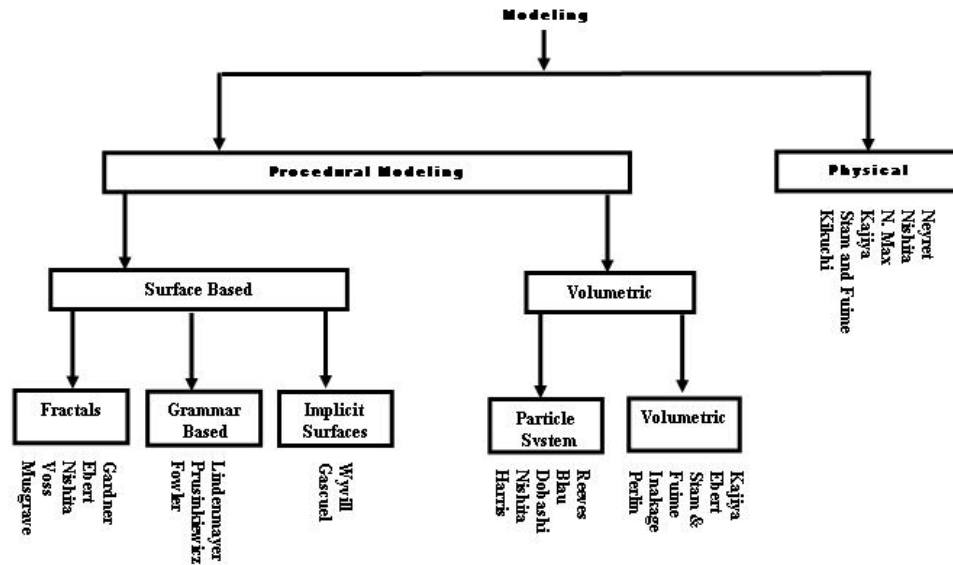 Modeling
Procedural Modeling
Physical
Neyret
Nishita
N. Max
Kajiya
Stam and Fuime
Kikuchi
Surface Based
Volumetric
Fractals
Grammar
Based
Implicit
Surfaces
Particle
System
Volumetric
Gardner
Ebert
Nishita
Voss
Musgrave
Lindenmayer
Prusinkiewicz
Fowler
Wyvill
Gascuel
Reeves
Blau
Dobashi
Nishita
Harris
Kajiya
Ebert
Stam &
Fuime
Inakage
Perlin